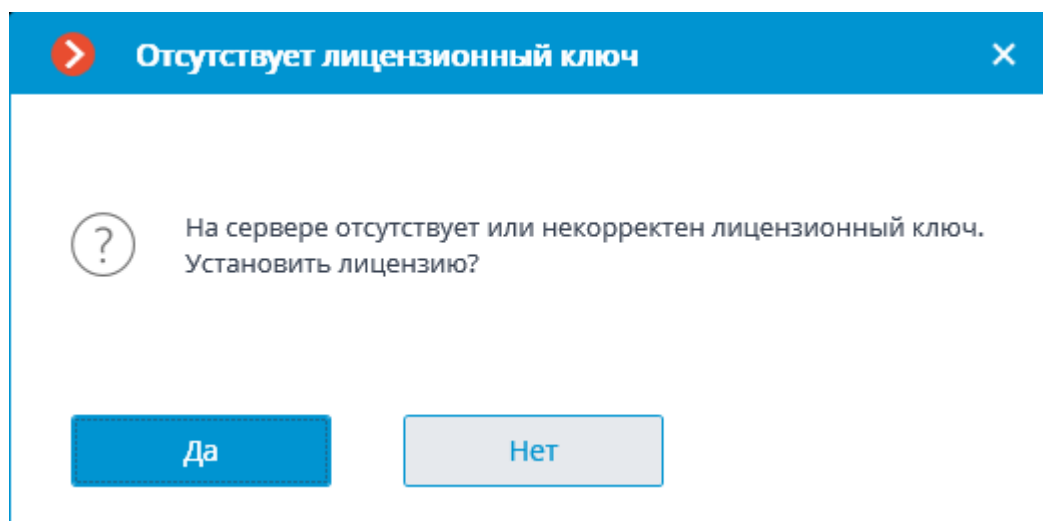 Отсутствует лицензионный ключ
На сервере отсутствует или некорректен лицензионный ключ.
Установить лицензию?
Да
Нет